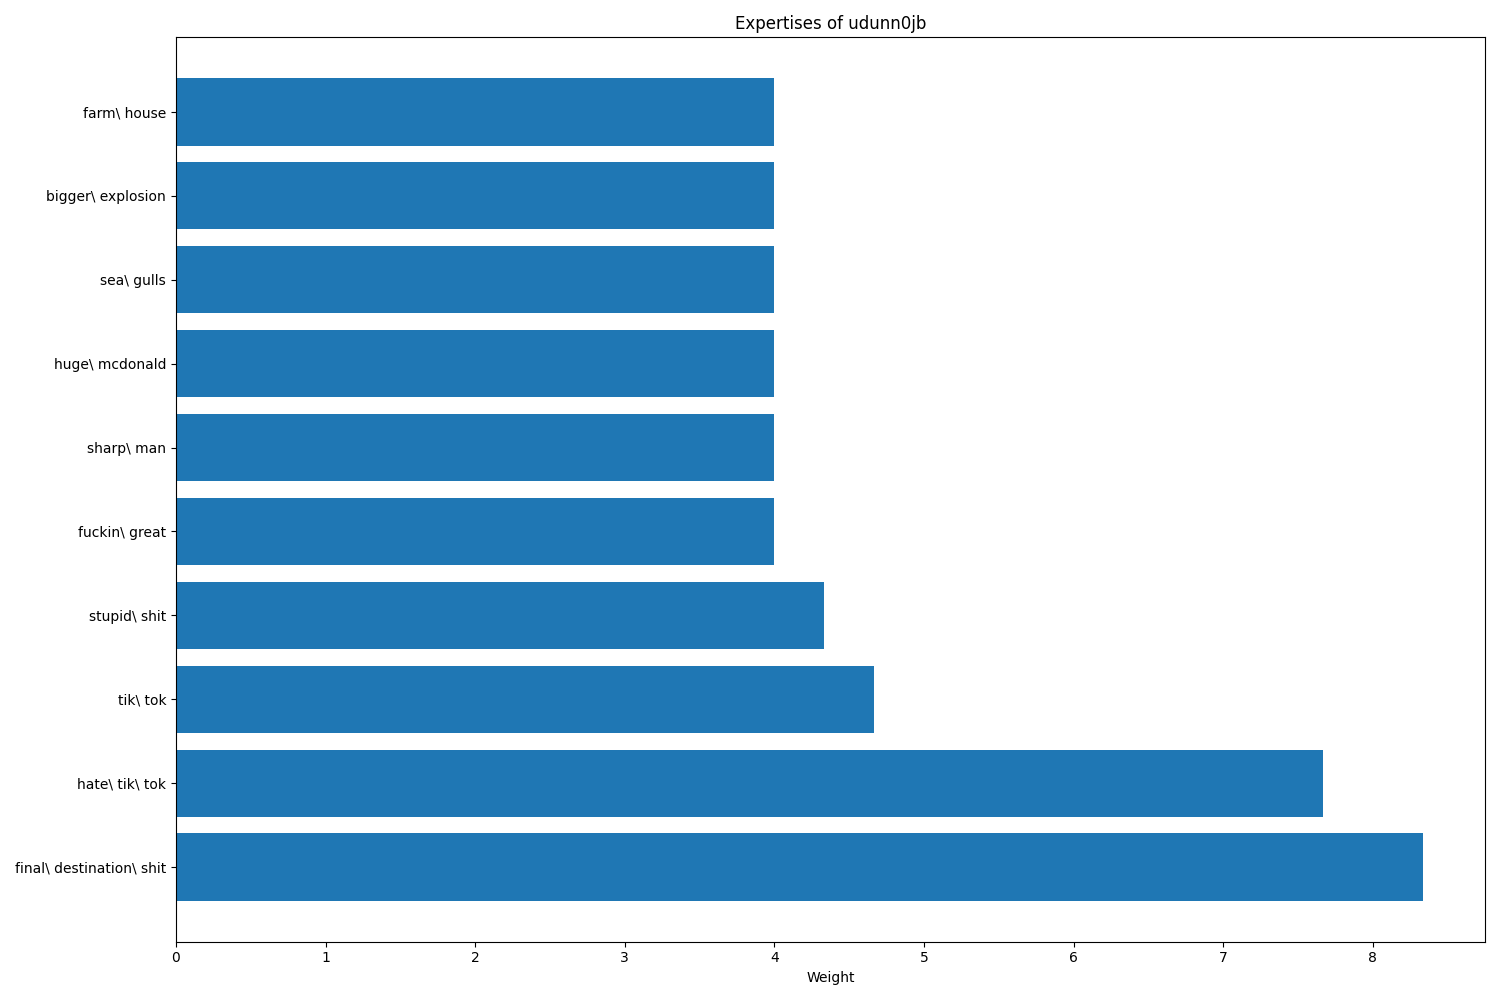 Expertises of udunn0jb
farm\ house
bigger\ explosion
sea\ gulls
huge\ mcdonald
sharp\ man
fuckin\ great
stupid\ shit
tik\ tok
hate\ tik\ tok
final\ destination\ shit
0 1 2 3 4 5 6 7 8
Weight